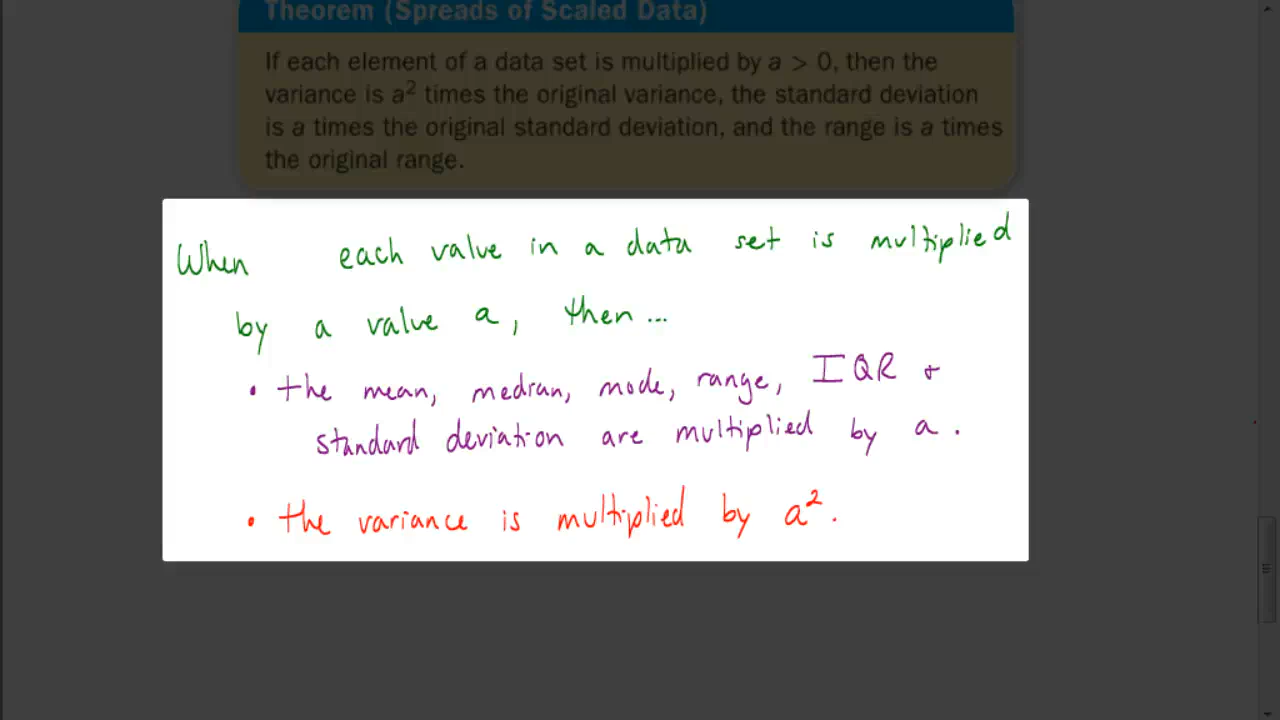 Theorem (Spreads of Scaled Data)
If each element of a data set is multiplied by a > 0, then the
variance is a² times the original variance, the standard deviation
is a times the original standard deviation, and the range is a times
the original range.
When each value in a data set is multiplied
by a value a, then...
• the mean, median, mode, range, IQR +
standard deviation are multiplied by a.
• the variance is multiplied by a².